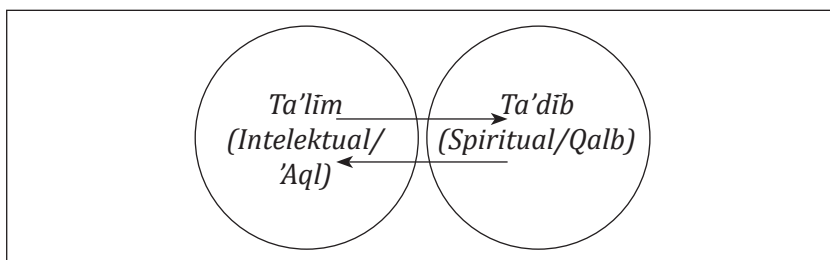 Ta’līm
(Intelektual/
’Aql)
Ta’dīb
(Spiritual/Qalb)